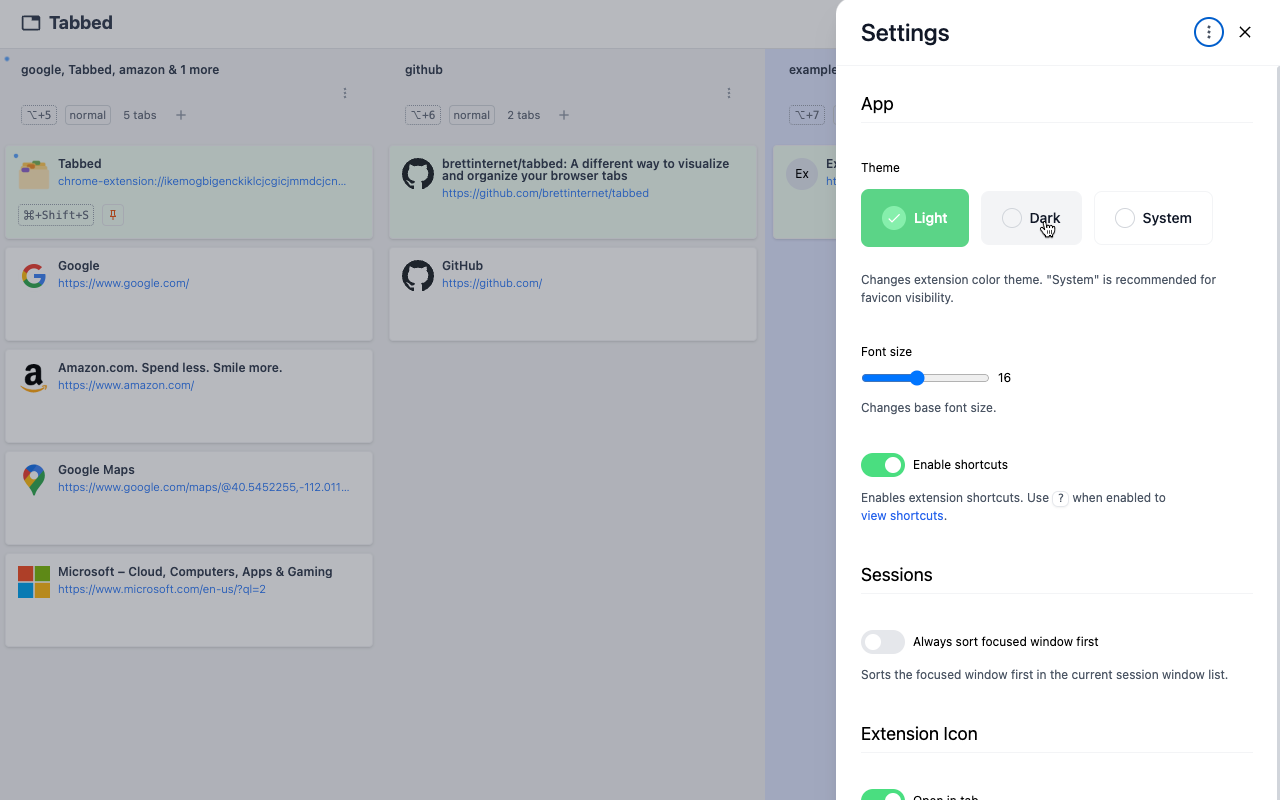 Tabbed
google, Tabbed, amazon & 1 more
⌥+5
normal
5 tabs
Tabbed
chrome-extension://ikemogbigenckiklcjcgicjmmdcjcn...
⌘+Shift+S
Google
https://www.google.com/
Amazon.com. Spend less. Smile more.
https://www.amazon.com/
Google Maps
https://www.google.com/maps/@40.5452255,-112.011...
Microsoft – Cloud, Computers, Apps & Gaming
https://www.microsoft.com/en-us/?ql=2
github
⌥+6
normal
2 tabs
brettinternet/tabbed: A different way to visualize
and organize your browser tabs
https://github.com/brettinternet/tabbed
GitHub
https://github.com/
example
⌥+7
Ex
Settings
App
Theme
Light
Dark
System
Changes extension color theme. "System" is recommended for
favicon visibility.
Font size
16
Changes base font size.
Enable shortcuts
Enables extension shortcuts. Use ? when enabled to
view shortcuts.
Sessions
Always sort focused window first
Sorts the focused window first in the current session window list.
Extension Icon
Open in tab